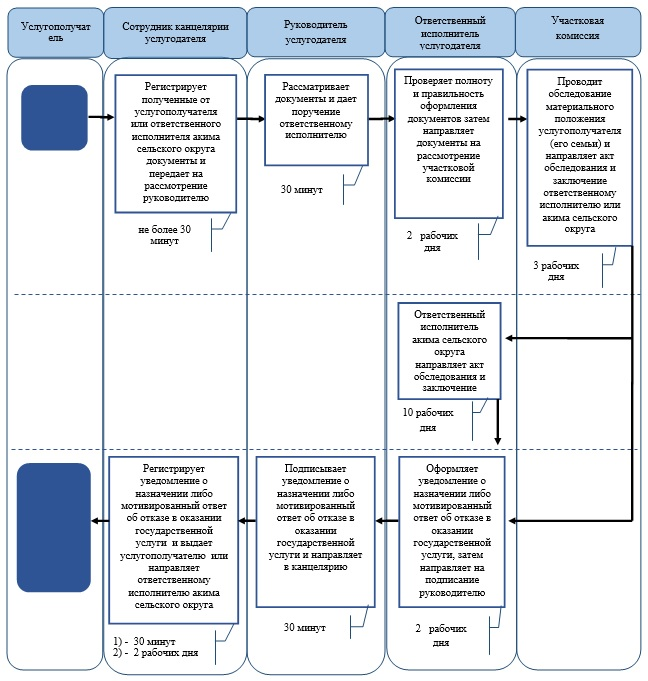 Услугополучат
ель
Сотрудник канцелярии
услугодателя
Руководитель
услугодателя
Ответственный
исполнитель
услугодателя
Участковая
комиссия
Регистрирует
полученные от
услугополучателя
или ответственного
исполнителя акима
сельского округа
документы и
передает на
рассмотрение
руководителю
не более 30
минут
Рассматривает
документы и дает
поручение
ответственному
исполнителю
30 минут
Проверяет полноту
и правильность
оформления
документов затем
направляет
документы на
рассмотрение
участковой
комиссии
2 рабочих
дня
Проводит
обследование
материального
положения
услугополучателя
(его семьи) и
направляет акт
обследования и
заключение
ответственному
исполнителю или
акима сельского
округа
3 рабочих
дня
Ответственный
исполнитель
акима сельского
округа
направляет акт
обследования и
заключение
10 рабочих
дня
Регистрирует
уведомление о
назначении либо
мотивированный ответ
об отказе в оказании
государственной
услуги и выдает
услугополучателю или
направляет
ответственному
исполнителю акима
сельского округа
1) - 30 минут
2) - 2 рабочих дня
Подписывает
уведомление о
назначении либо
мотивированный
ответ об отказе в
оказании
государственной
услуги и направляет
в канцелярию
30 минут
Оформляет
уведомление о
назначении либо
мотивированный
ответ об отказе в
оказании
государственной
услуги, затем
направляет на
подписание
руководителю
2 рабочих
дня